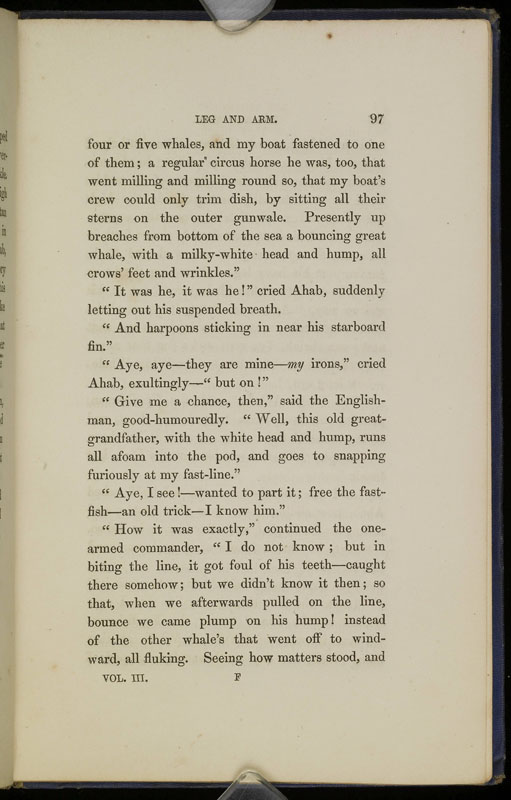 LEG AND ARM. 97
four or five whales, and my boat fastened to one
of them; a regular circus horse he was, too, that
went milling and milling round so, that my boat's
crew could only trim dish, by sitting all their
sterns on the outer gunwale. Presently up
breaches from bottom of the sea a bouncing great
whale, with a milky-white head and hump, all
crows' feet and wrinkles."
"It was he, it was he!" cried Ahab, suddenly
letting out his suspended breath.
"And harpoons sticking in near his starboard
fin."
"Aye, aye—they are mine—my irons," cried
Ahab, exultingly—"but on!"
"Give me a chance, then," said the English-
man, good-humouredly. "Well, this old great-
grandfather, with the white head and hump, runs
all afoam into the pod, and goes to snapping
furiously at my fast-line."
"Aye, I see!—wanted to part it; free the fast-
fish—an old trick—I know him."
"How it was exactly," continued the one-
armed commander, "I do not know; but in
biting the line, it got foul of his teeth—caught
there somehow; but we didn't know it then; so
that, when we afterwards pulled on the line,
bounce we came plump on his hump! instead
of the other whale's that went off to wind-
ward, all fluking. Seeing how matters stood, and
VOL. III. F